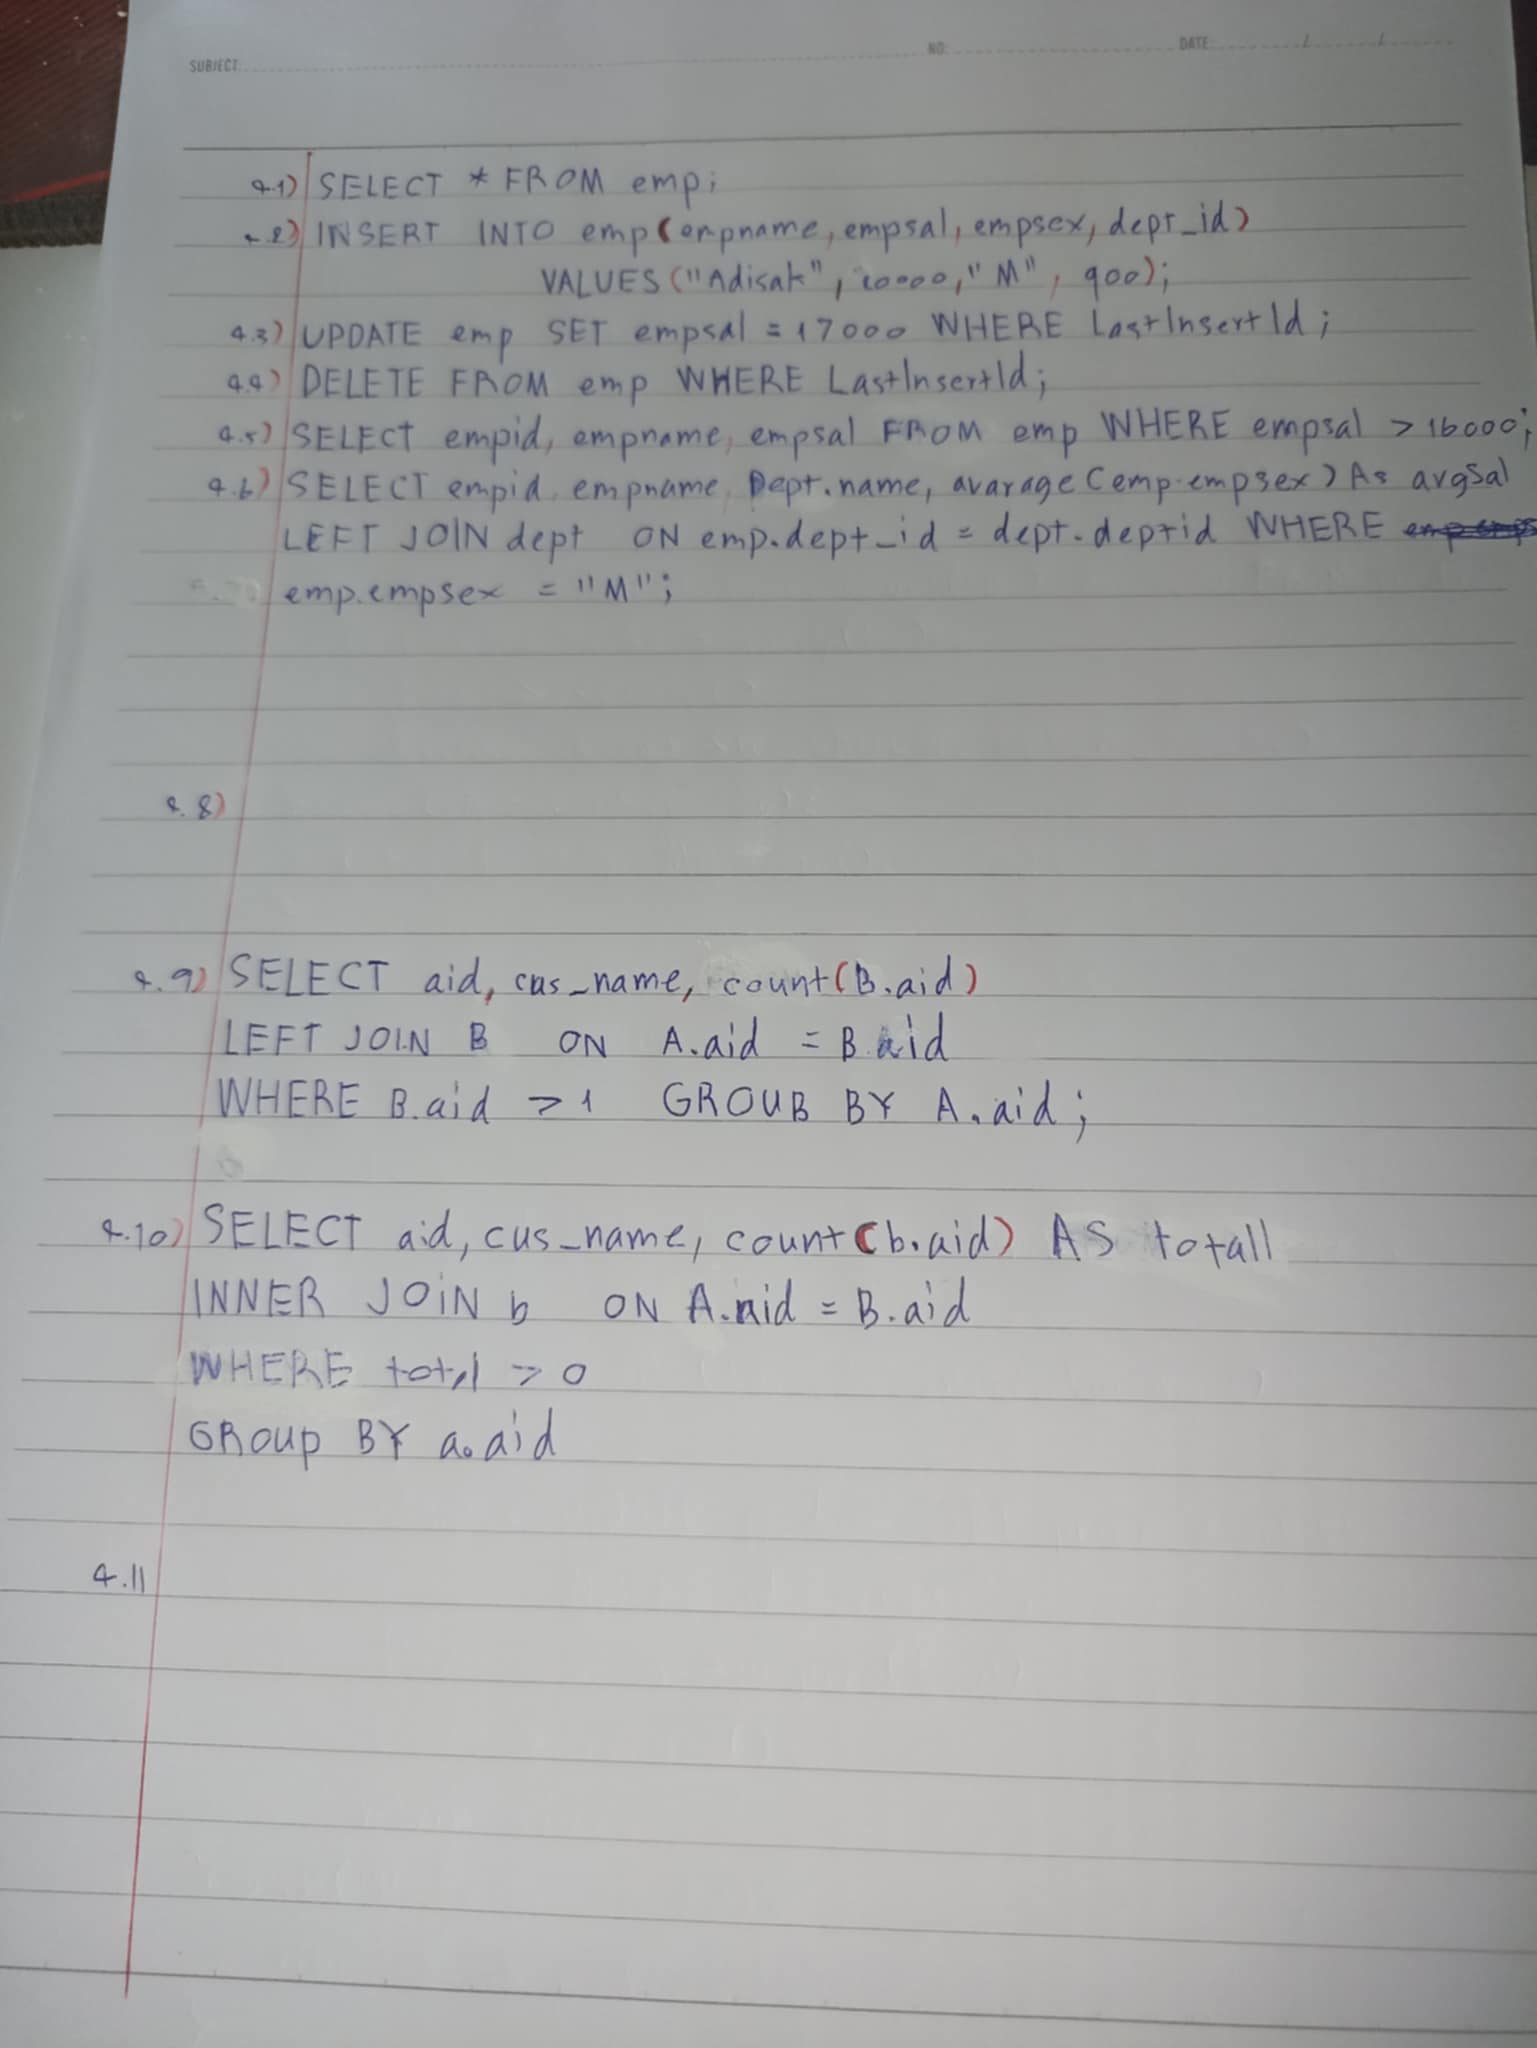 SUBJECT: NO: DATE: / /
4.1) SELECT * FROM emp;
4.2) INSERT INTO emp(empname, empsal, empsex, dept_id)
VALUES ("Adisak", 20000, "M", 900);
4.3) UPDATE emp SET empsal = 17000 WHERE LastInsertId;
4.4) DELETE FROM emp WHERE LastInsertId;
4.5) SELECT empid, empname, empsal FROM emp WHERE empsal > 16000;
4.6) SELECT empid, empname, Dept.name, avarage (emp.empsex) As avgSal
LEFT JOIN dept ON emp.dept_id = dept.deptid WHERE
emp.empsex = "M";
4.8)
4.9) SELECT aid, cus_name, count(B.aid)
LEFT JOIN B ON A.aid = B.aid
WHERE B.aid > 1 GROUB BY A.aid;
4.10) SELECT aid, cus_name, count(b.aid) AS totall
INNER JOIN b ON A.aid = B.aid
WHERE total > 0
GROup BY a.aid
4.11